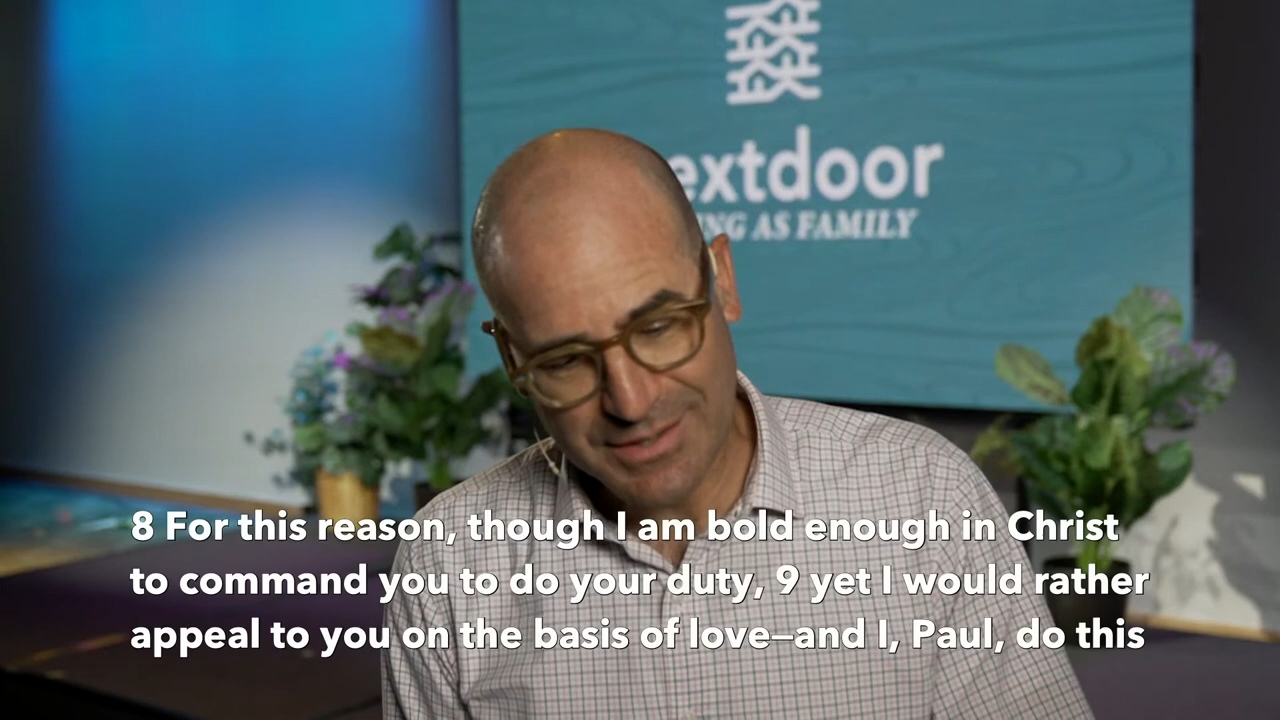 extdoor
ING AS FAMILY
8 For this reason, though I am bold enough in Christ
to command you to do your duty, 9 yet I would rather
appeal to you on the basis of love—and I, Paul, do this